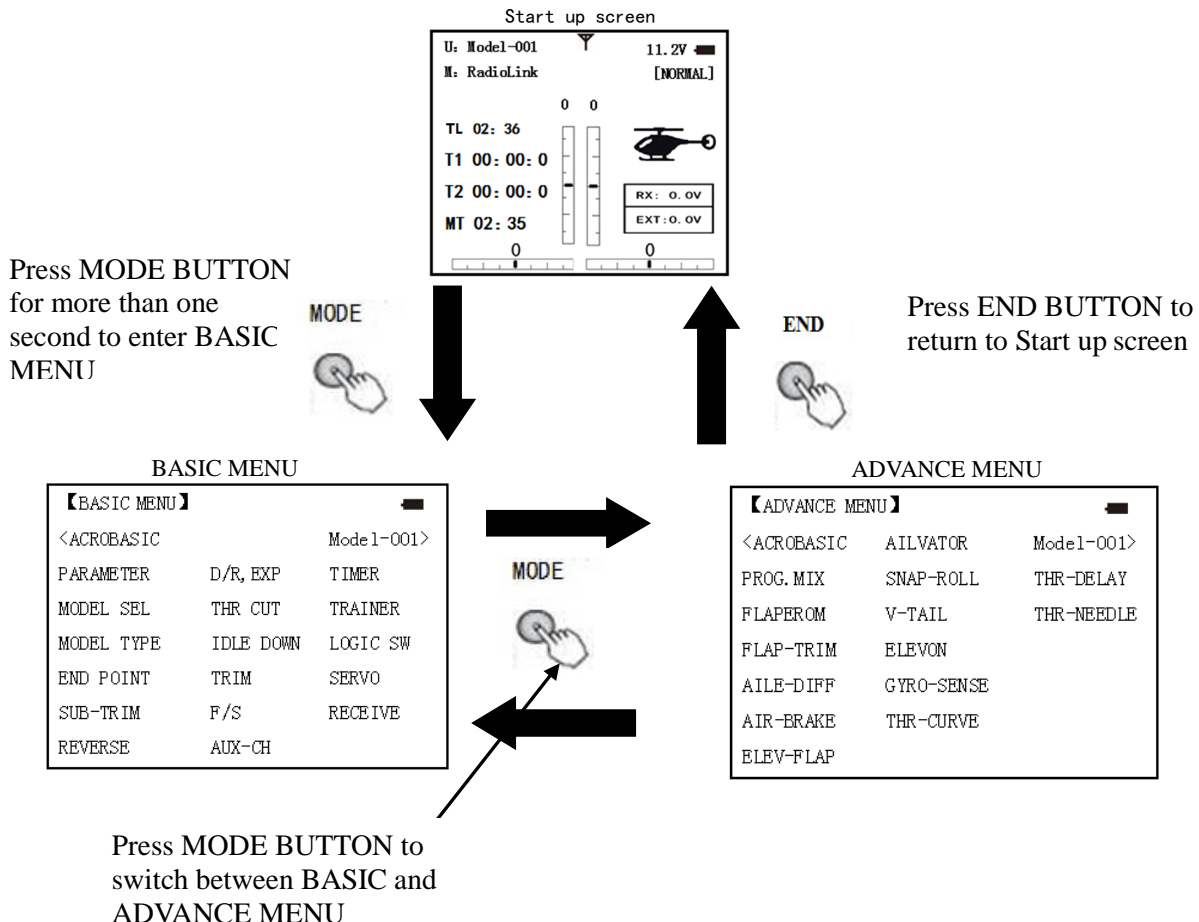 Start up screen
U: Model-001 11.2V
M: RadioLink [NORMAL]
0 0
TL 02: 36
T1 00: 00: 0
T2 00: 00: 0
MT 02: 35
RX: 0.0V
EXT:0.0V
0 0
Press MODE BUTTON
for more than one
second to enter BASIC
MENU
MODE
END
Press END BUTTON to
return to Start up screen
BASIC MENU
【BASIC MENU】
<ACROBASIC Model-001>
PARAMETER D/R,EXP TIMER
MODEL SEL THR CUT TRAINER
MODEL TYPE IDLE DOWN LOGIC SW
END POINT TRIM SERVO
SUB-TRIM F/S RECEIVE
REVERSE AUX-CH
MODE
ADVANCE MENU
【ADVANCE MENU】
<ACROBASIC AILVATOR Model-001>
PROG.MIX SNAP-ROLL THR-DELAY
FLAPEROM V-TAIL THR-NEEDLE
FLAP-TRIM ELEVON
AILE-DIFF GYRO-SENSE
AIR-BRAKE THR-CURVE
ELEV-FLAP
Press MODE BUTTON to
switch between BASIC and
ADVANCE MENU